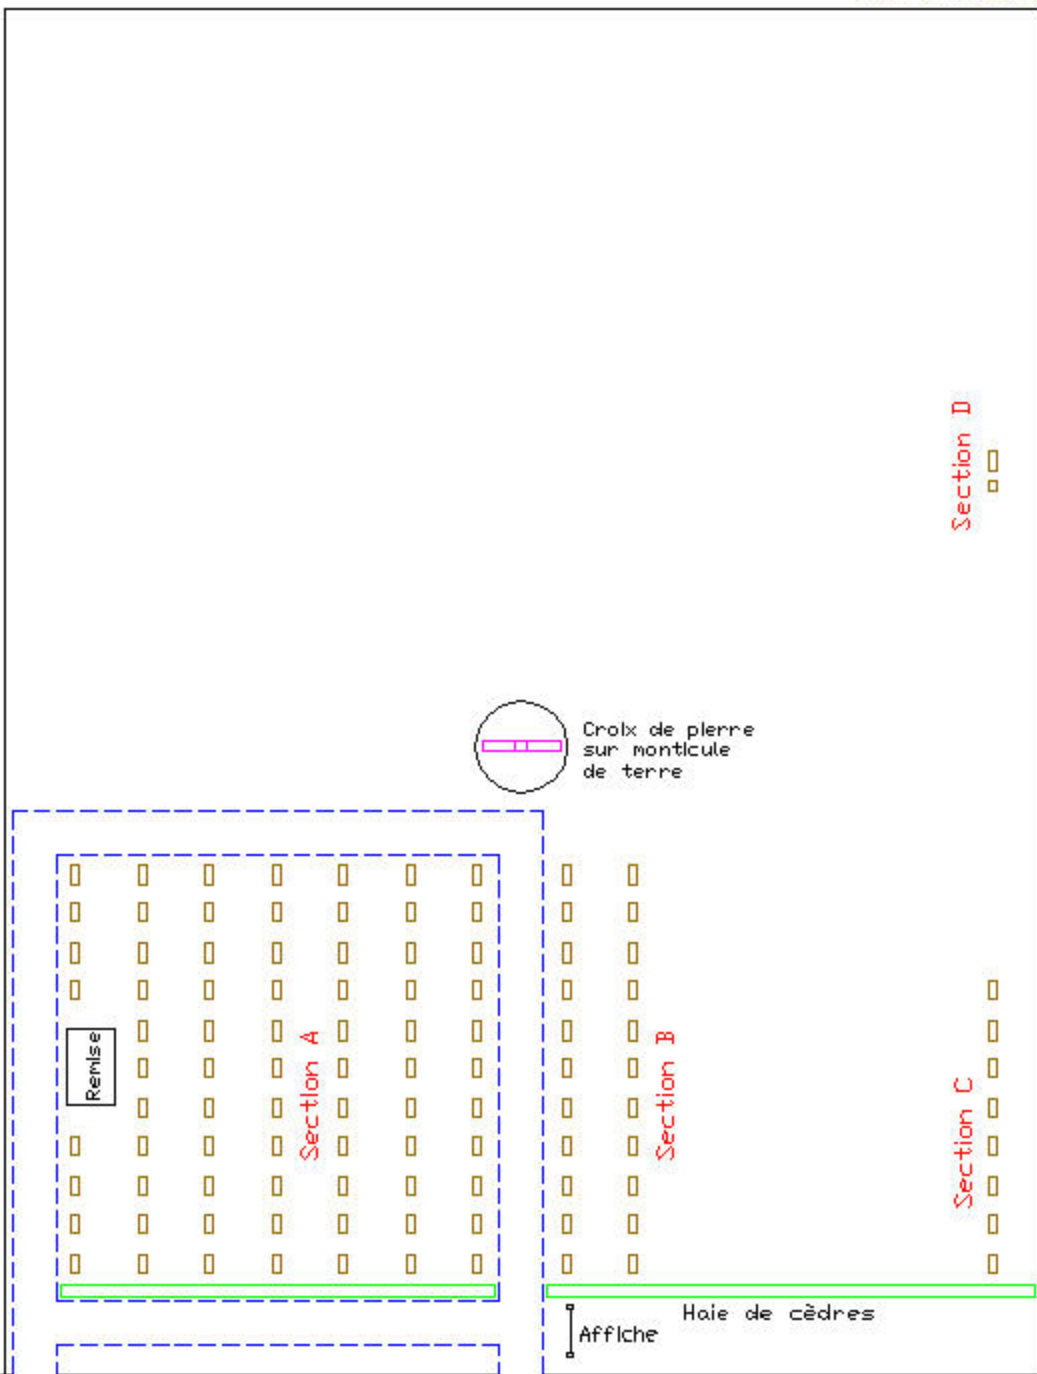 Section D
Croix de pierre
sur monticule
de terre
Remise
Section A
Section B
Section C
Haie de cèdres
Affiche